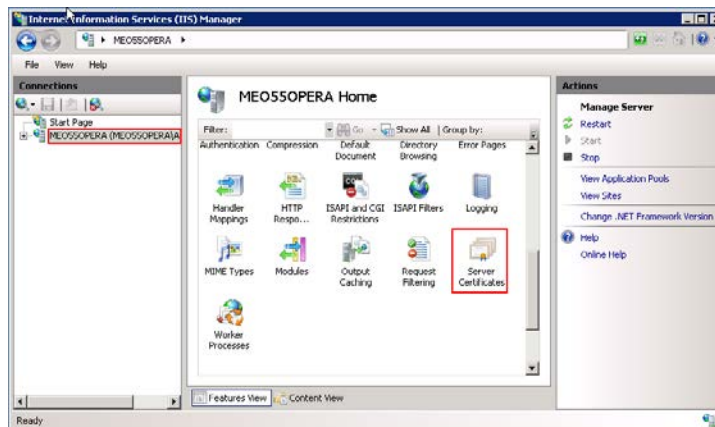 Internet Information Services (IIS) Manager
MEO55OPERA
File View Help
Connections
Start Page
MEO55OPERA (MEO55OPERA\A
MEO55OPERA Home
Filter: Go Show All Group by:
Authentication Compression Default Document Directory Browsing Error Pages
Handler Mappings HTTP Respo... ISAPI and CGI Restrictions ISAPI Filters Logging
MIME Types Modules Output Caching Request Filtering Server Certificates
Worker Processes
Features View Content View
Actions
Manage Server
Restart
Start
Stop
View Application Pools
View Sites
Change .NET Framework Version
Help
Online Help
Ready